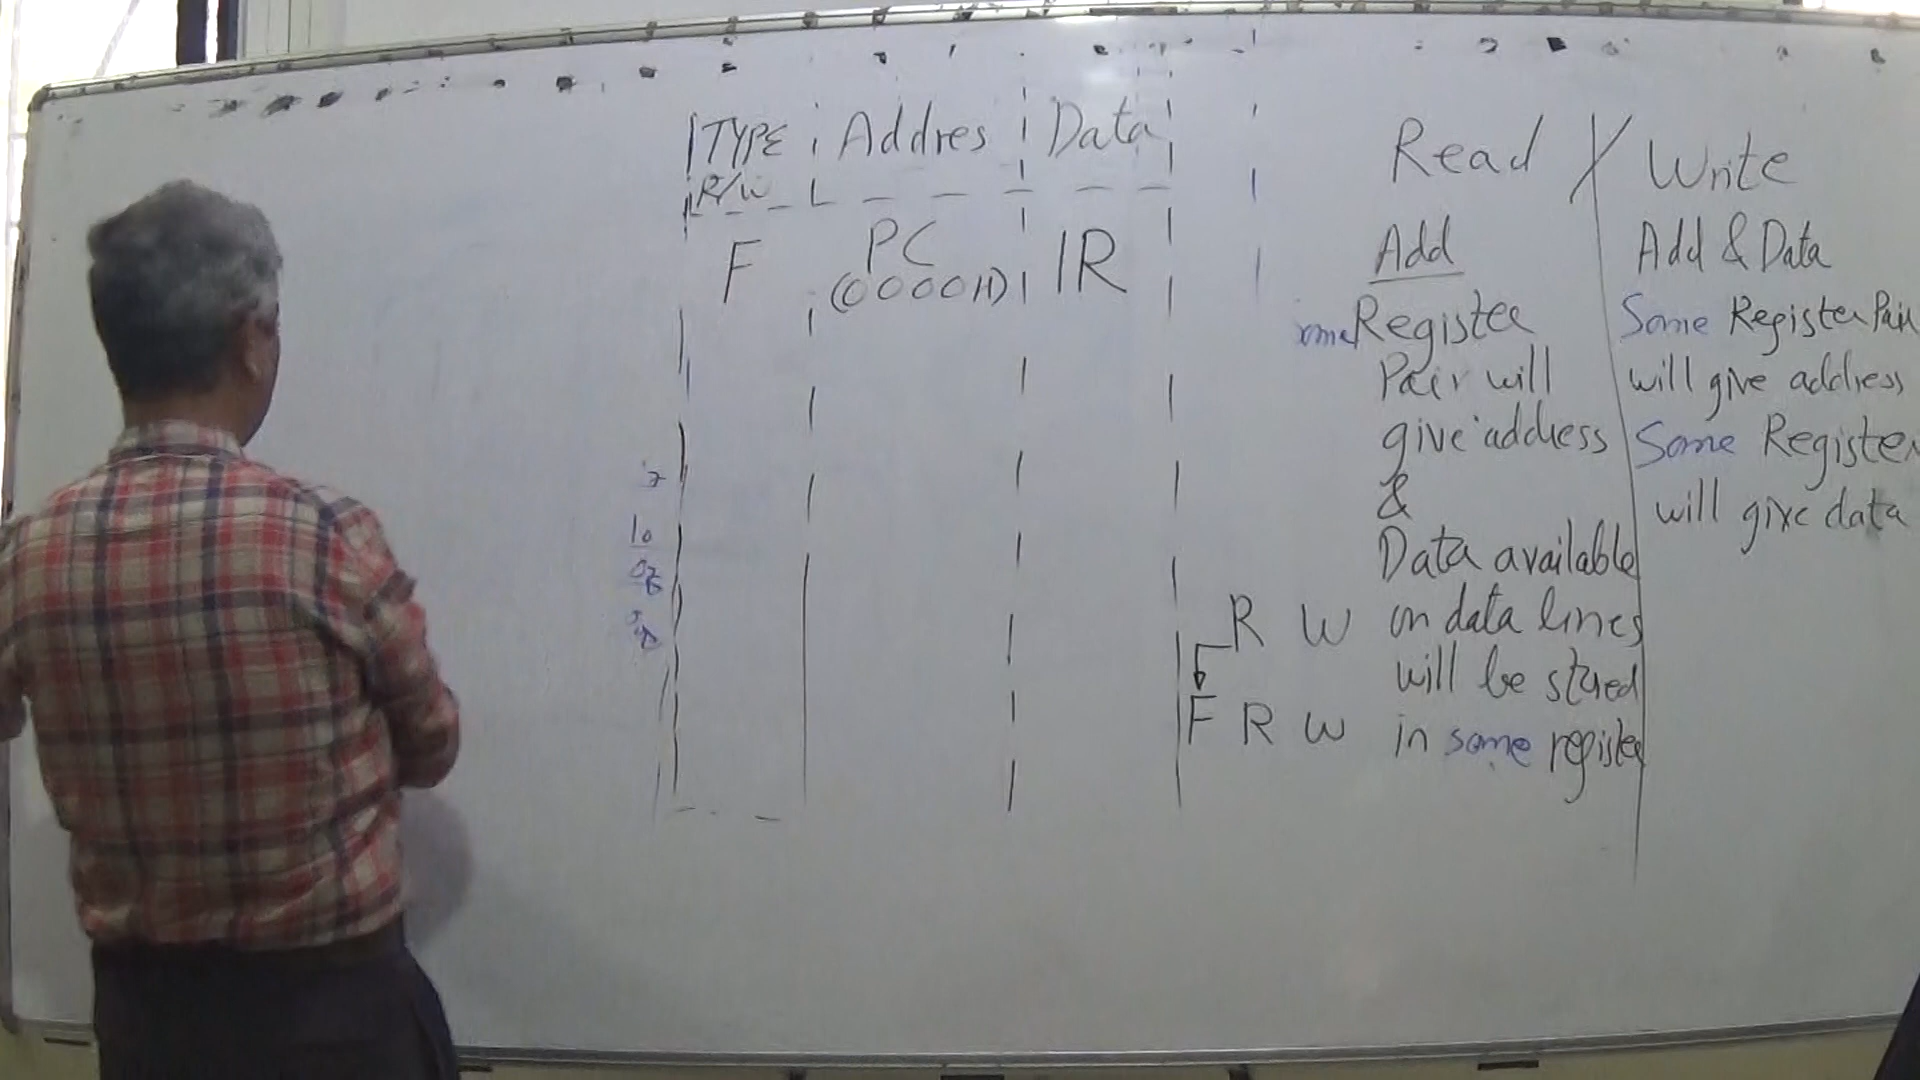 TYPE Addres Data
R/W
F PC IR
(0000H)
10
R W
F R W
Read / Write
Add
Some Register
Pair will
give address
&
Data available
on data lines
will be stored
in some register
Add & Data
Some Register Pair
will give address
Some Register
will give data